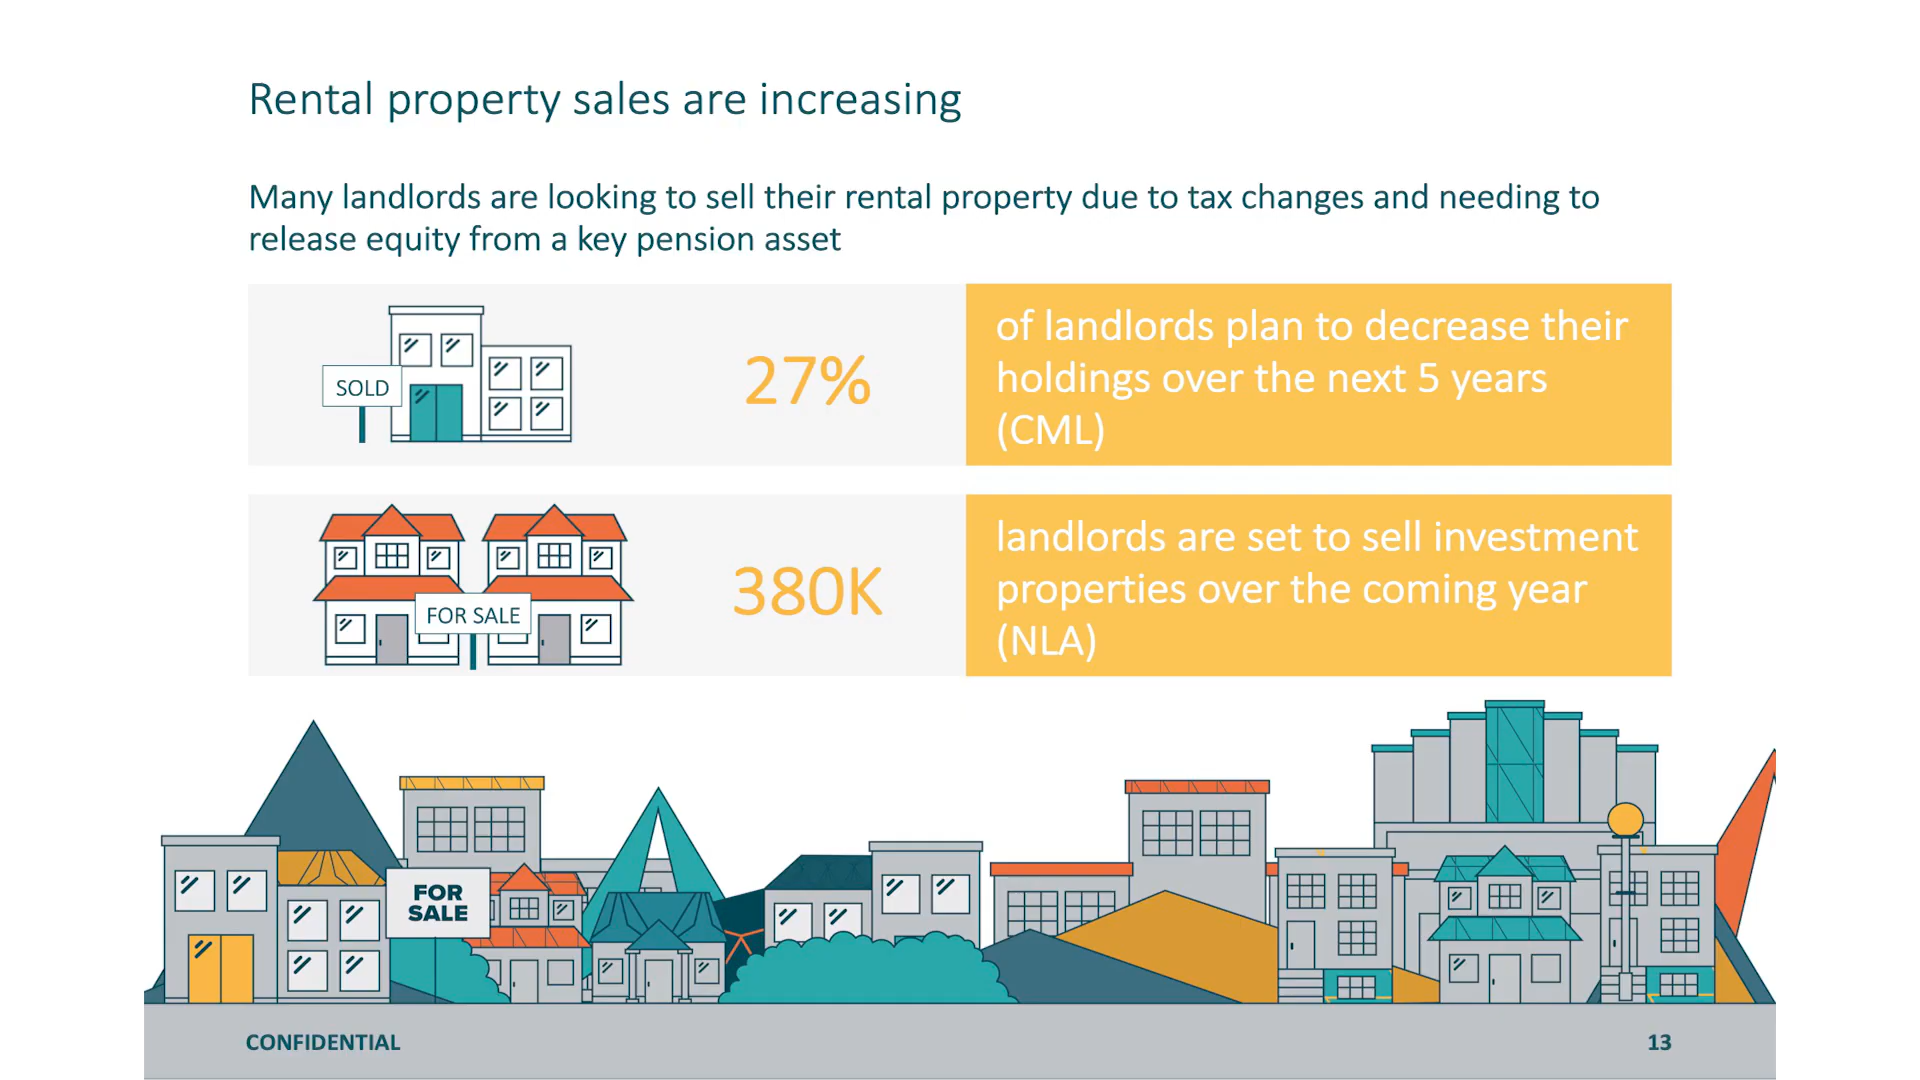 Rental property sales are increasing
Many landlords are looking to sell their rental property due to tax changes and needing to
release equity from a key pension asset
SOLD
27%
of landlords plan to decrease their
holdings over the next 5 years
(CML)
FOR SALE
380K
landlords are set to sell investment
properties over the coming year
(NLA)
FOR
SALE
CONFIDENTIAL
13